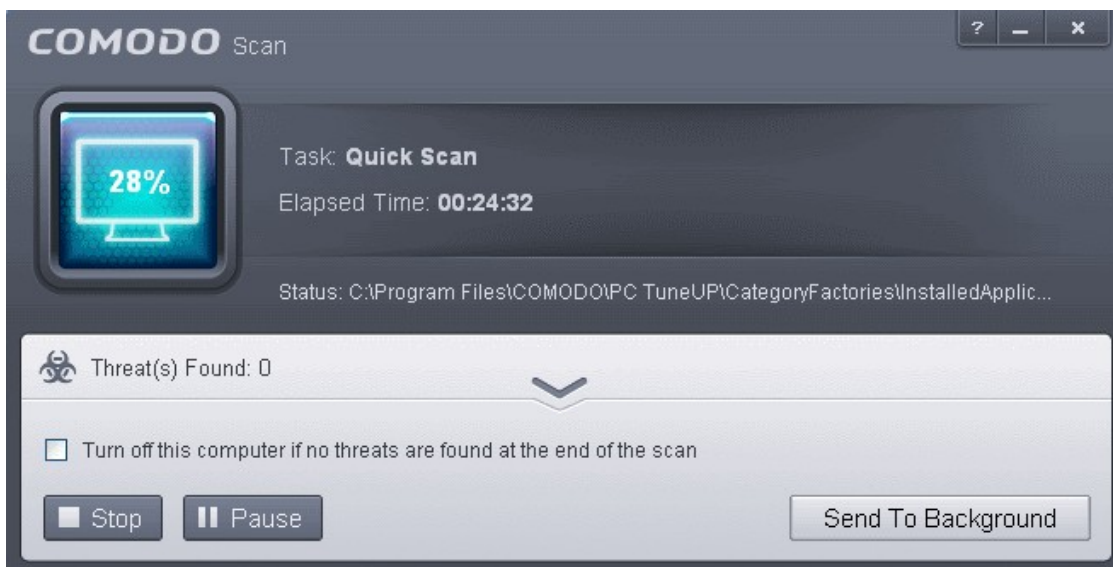 COMODO Scan
?
28%
Task: Quick Scan
Elapsed Time: 00:24:32
Status: C:\Program Files\COMODO\PC TuneUP\CategoryFactories\InstalledApplic...
Threat(s) Found: 0
Turn off this computer if no threats are found at the end of the scan
Stop
Pause
Send To Background